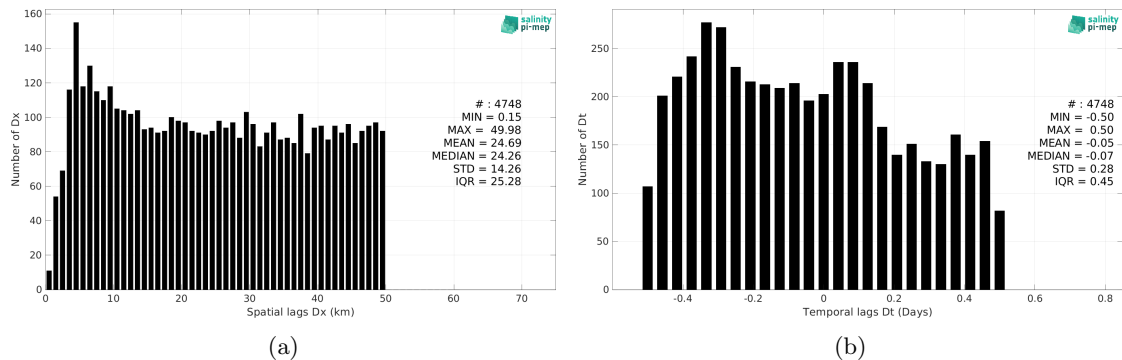 160
140
120
100
80
60
40
20
0
Number of Dx
0 10 20 30 40 50 60 70
Spatial lags Dx (km)
salinity
pi-mep
# : 4748
MIN = 0.15
MAX = 49.98
MEAN = 24.69
MEDIAN = 24.26
STD = 14.26
IQR = 25.28
(a)
250
200
150
100
50
0
Number of Dt
-0.4 -0.2 0 0.2 0.4 0.6 0.8
Temporal lags Dt (Days)
salinity
pi-mep
# : 4748
MIN = -0.50
MAX = 0.50
MEAN = -0.05
MEDIAN = -0.07
STD = 0.28
IQR = 0.45
(b)